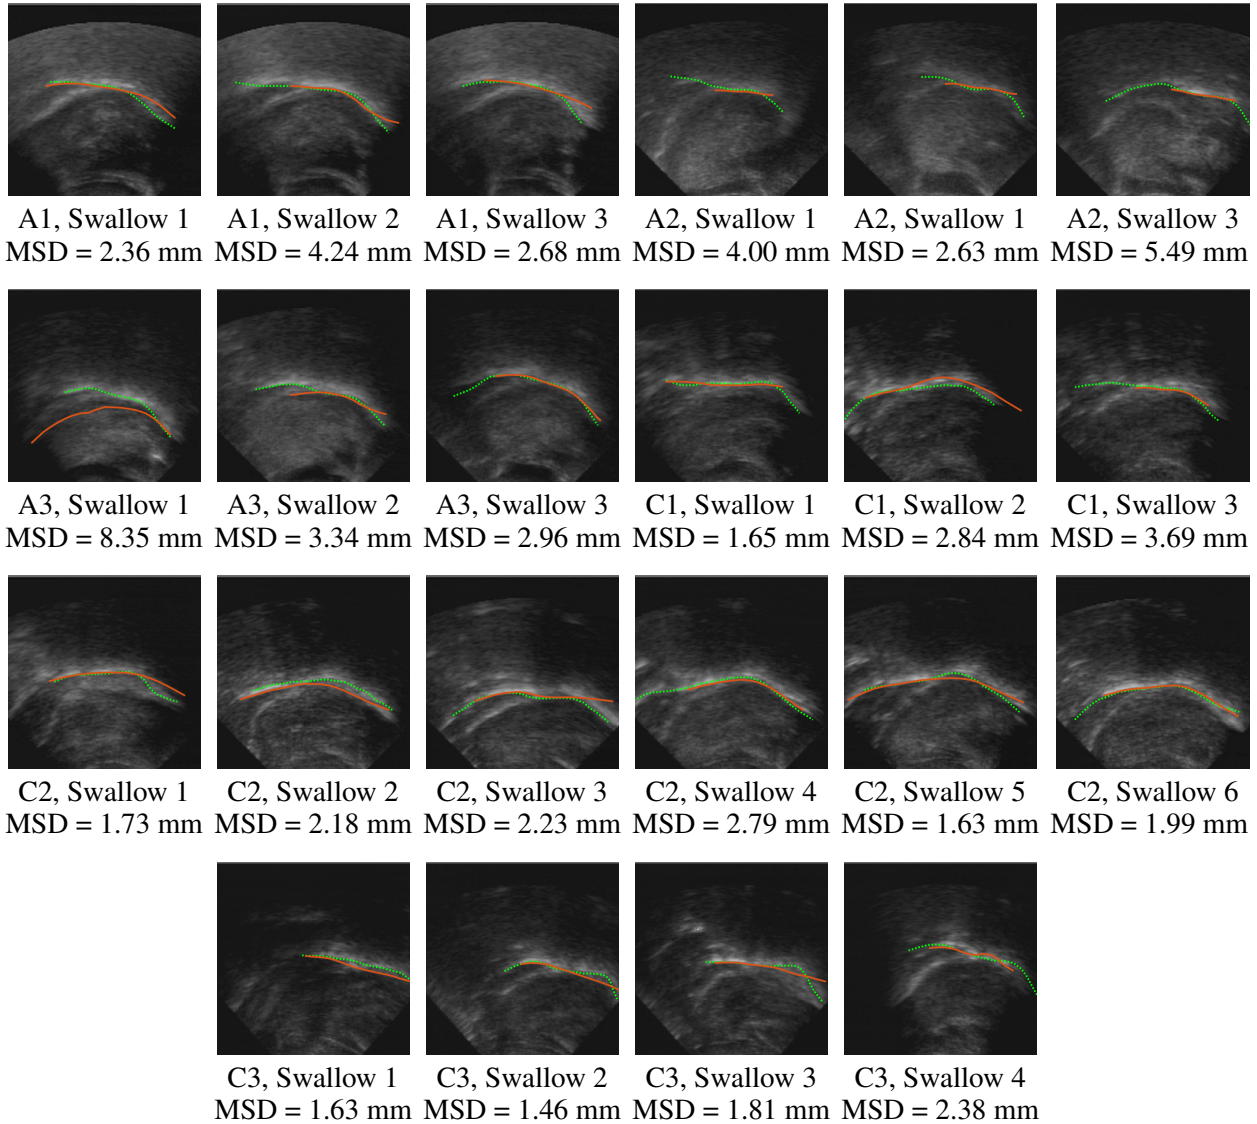 A1, Swallow 1
MSD = 2.36 mm
A1, Swallow 2
MSD = 4.24 mm
A1, Swallow 3
MSD = 2.68 mm
A2, Swallow 1
MSD = 4.00 mm
A2, Swallow 1
MSD = 2.63 mm
A2, Swallow 3
MSD = 5.49 mm
A3, Swallow 1
MSD = 8.35 mm
A3, Swallow 2
MSD = 3.34 mm
A3, Swallow 3
MSD = 2.96 mm
C1, Swallow 1
MSD = 1.65 mm
C1, Swallow 2
MSD = 2.84 mm
C1, Swallow 3
MSD = 3.69 mm
C2, Swallow 1
MSD = 1.73 mm
C2, Swallow 2
MSD = 2.18 mm
C2, Swallow 3
MSD = 2.23 mm
C2, Swallow 4
MSD = 2.79 mm
C2, Swallow 5
MSD = 1.63 mm
C2, Swallow 6
MSD = 1.99 mm
C3, Swallow 1
MSD = 1.63 mm
C3, Swallow 2
MSD = 1.46 mm
C3, Swallow 3
MSD = 1.81 mm
C3, Swallow 4
MSD = 2.38 mm